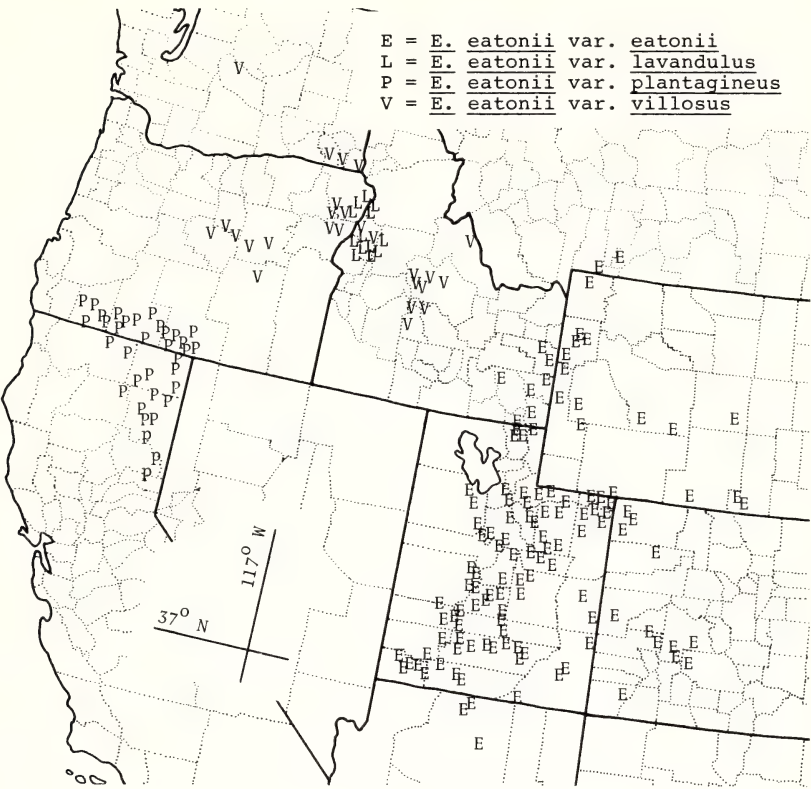 E = E. eatonii var. eatonii
L = E. eatonii var. lavandulus
P = E. eatonii var. plantagineus
V = E. eatonii var. villosus
117° W
37° N